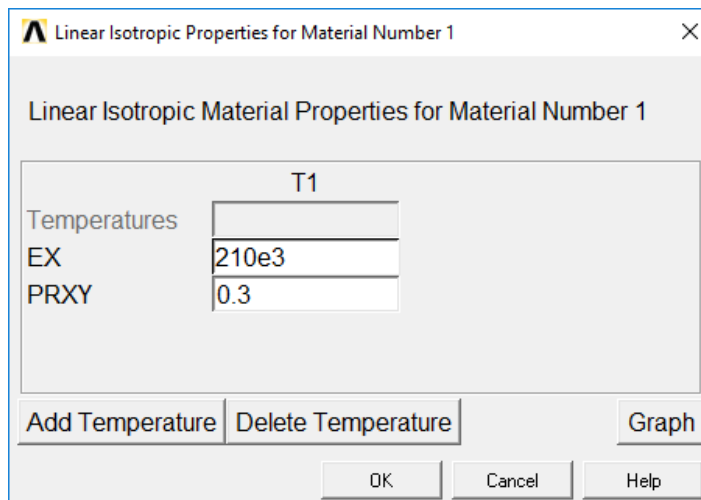 Linear Isotropic Properties for Material Number 1
Linear Isotropic Material Properties for Material Number 1
T1
Temperatures
EX 210e3
PRXY 0.3
Add Temperature Delete Temperature Graph
OK Cancel Help